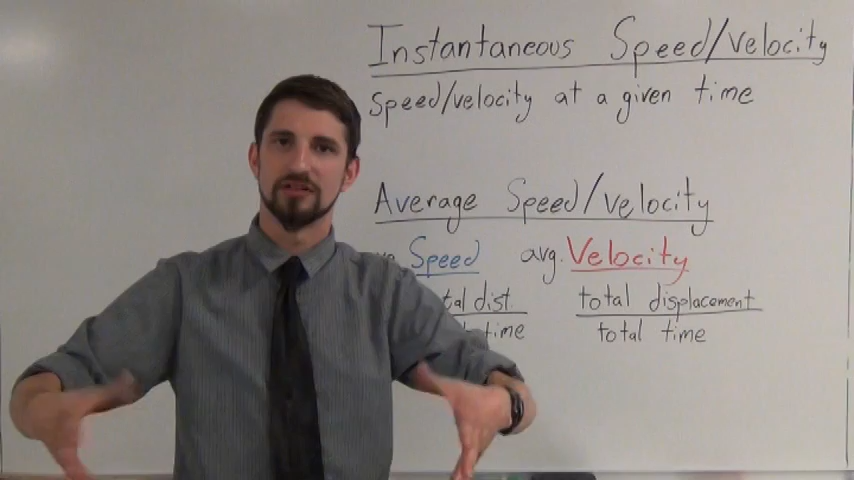 Instantaneous Speed/Velocity
Speed/velocity at a given time
Average Speed/velocity
Speed avg. Velocity
dist. total displacement
time total time